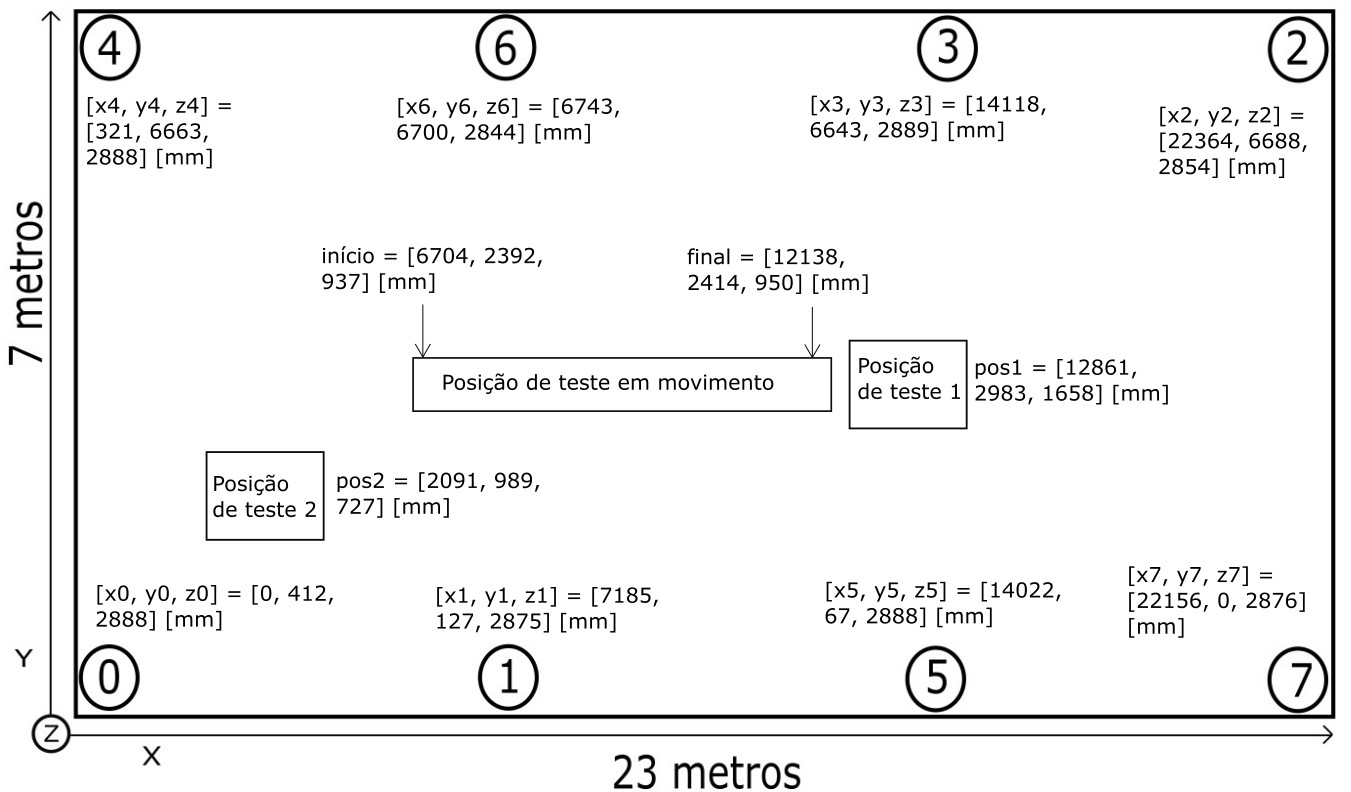 4
6
3
2
[x4, y4, z4] =
[321, 6663,
2888] [mm]
[x6, y6, z6] = [6743,
6700, 2844] [mm]
[x3, y3, z3] = [14118,
6643, 2889] [mm]
[x2, y2, z2] =
[22364, 6688,
2854] [mm]
7 metros
início = [6704, 2392,
937] [mm]
final = [12138,
2414, 950] [mm]
Posição de teste em movimento
Posição
de teste 1
pos1 = [12861,
2983, 1658] [mm]
Posição
de teste 2
pos2 = [2091, 989,
727] [mm]
[x0, y0, z0] = [0, 412,
2888] [mm]
[x1, y1, z1] = [7185,
127, 2875] [mm]
[x5, y5, z5] = [14022,
67, 2888] [mm]
[x7, y7, z7] =
[22156, 0, 2876]
[mm]
0
1
5
7
Y
Z
X
23 metros